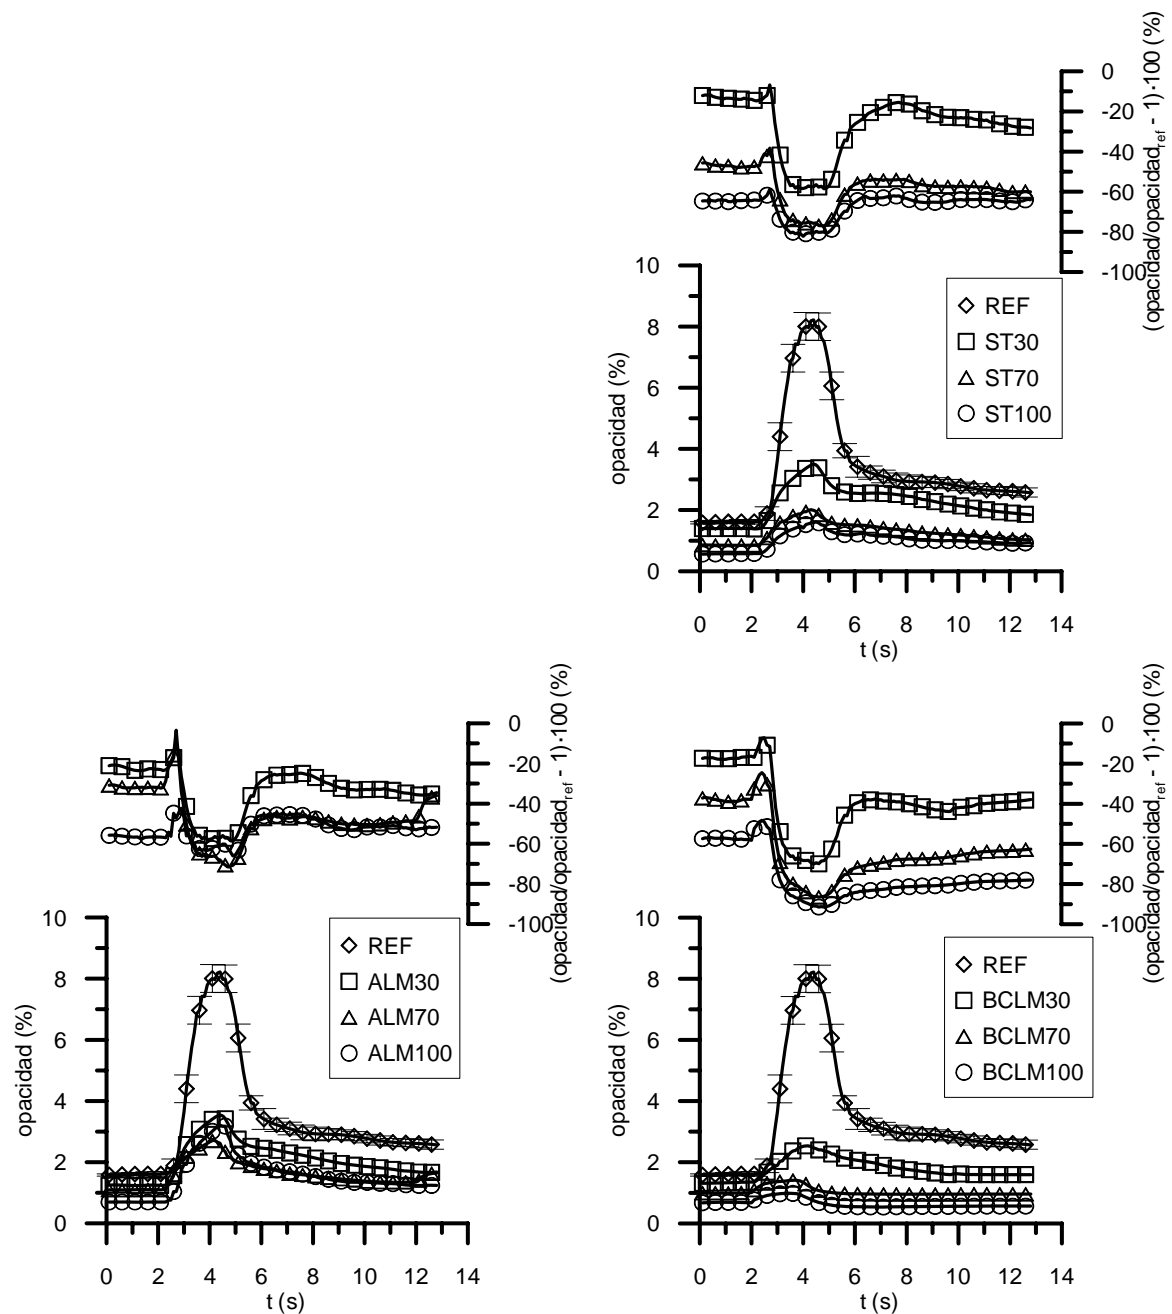 0
-20
-40
-60
-80
-100
(opacidad/opacidad_ref - 1)·100 (%)
10
8
6
4
2
0
opacidad (%)
REF
ST30
ST70
ST100
0 2 4 6 8 10 12 14
t (s)
0
-20
-40
-60
-80
-100
(opacidad/opacidad_ref - 1)·100 (%)
10
8
6
4
2
0
opacidad (%)
REF
ALM30
ALM70
ALM100
0 2 4 6 8 10 12 14
t (s)
0
-20
-40
-60
-80
-100
(opacidad/opacidad_ref - 1)·100 (%)
10
8
6
4
2
0
opacidad (%)
REF
BCLM30
BCLM70
BCLM100
0 2 4 6 8 10 12 14
t (s)